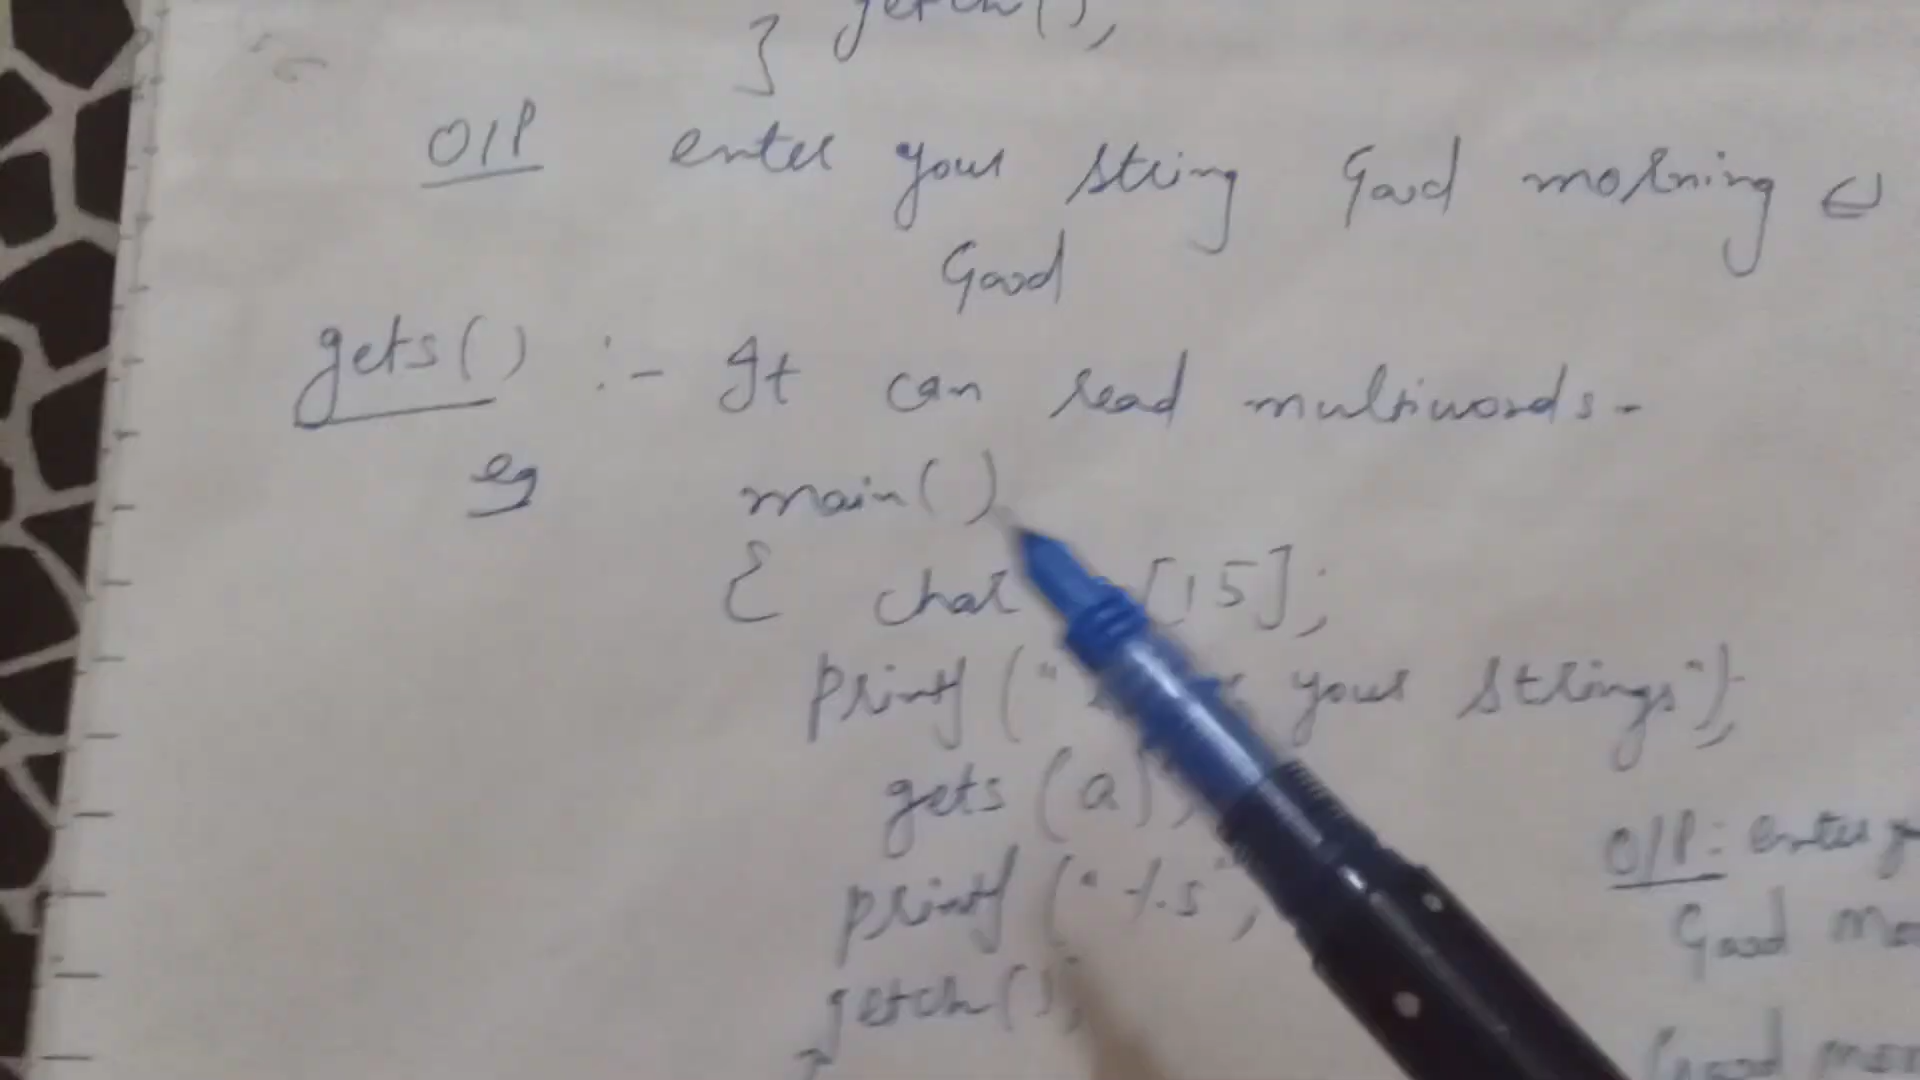 } getch();
O/P enter your string Good morning ↵
Good
gets() :- It can read multiwords-
eg main()
{ char [15];
printf(" your strings");
gets(a);
printf("%s",
getch();
}
O/P: enter
Good
Good